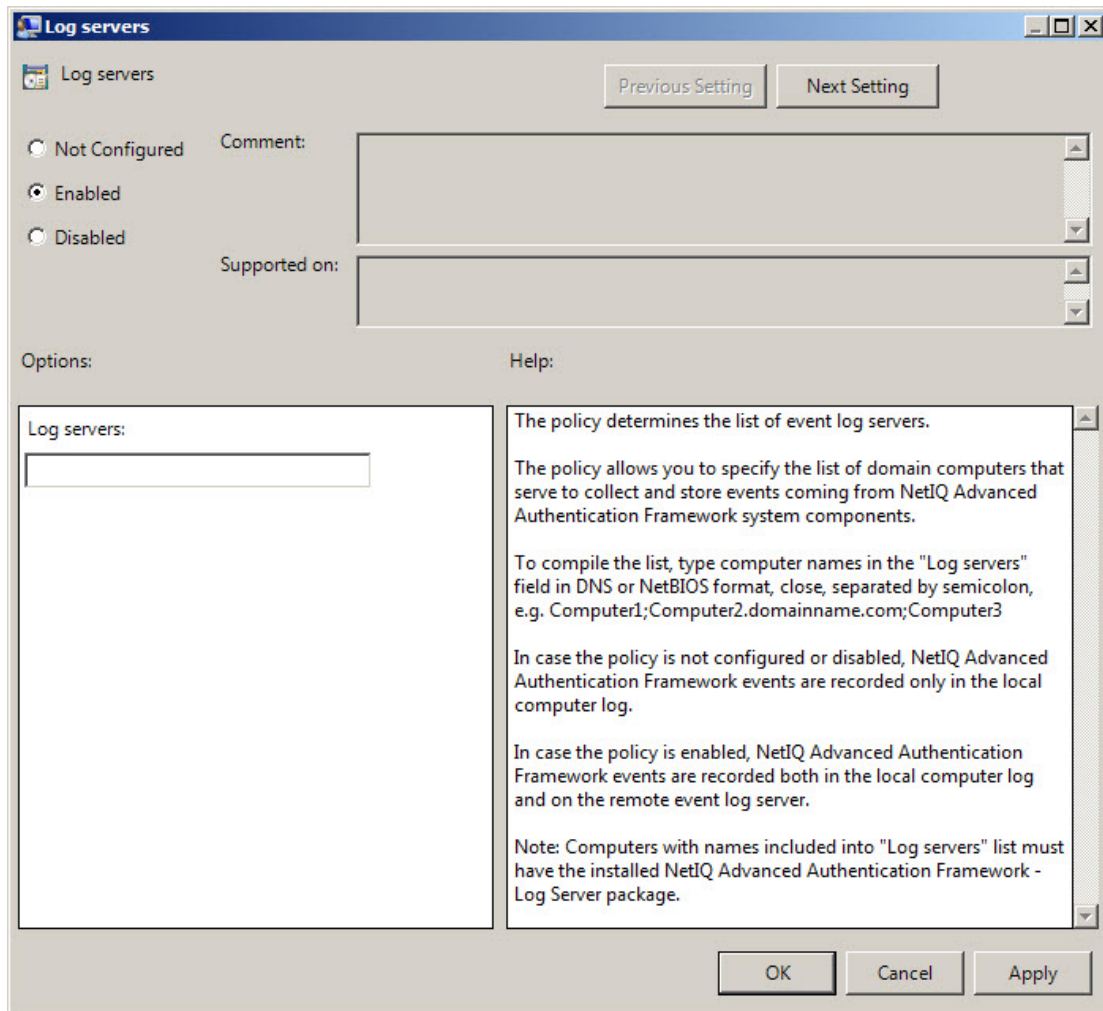 Log servers
Log servers
Previous Setting
Next Setting
Not Configured
Comment:
Enabled
Disabled
Supported on:
Options:
Help:
Log servers:
The policy determines the list of event log servers.
The policy allows you to specify the list of domain computers that
serve to collect and store events coming from NetIQ Advanced
Authentication Framework system components.
To compile the list, type computer names in the "Log servers"
field in DNS or NetBIOS format, close, separated by semicolon,
e.g. Computer1;Computer2.domainname.com;Computer3
In case the policy is not configured or disabled, NetIQ Advanced
Authentication Framework events are recorded only in the local
computer log.
In case the policy is enabled, NetIQ Advanced Authentication
Framework events are recorded both in the local computer log
and on the remote event log server.
Note: Computers with names included into "Log servers" list must
have the installed NetIQ Advanced Authentication Framework -
Log Server package.
OK
Cancel
Apply